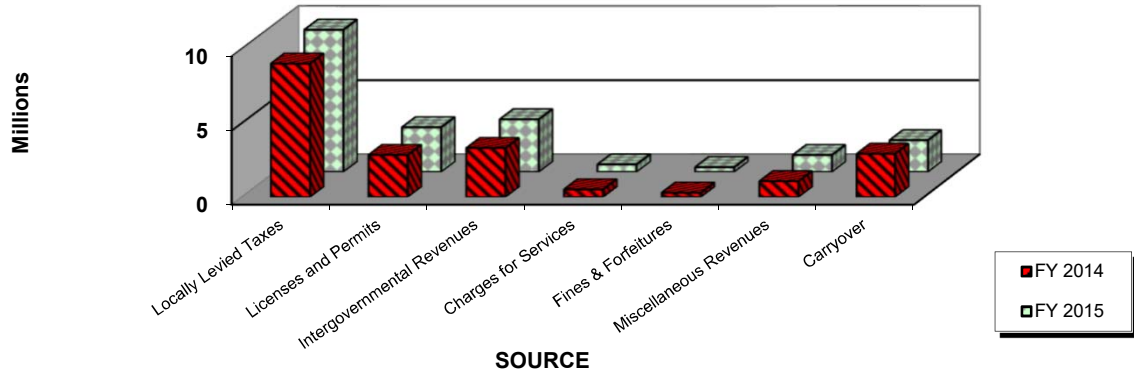 Millions
10
5
0
Locally Levied Taxes
Licenses and Permits
Intergovernmental Revenues
Charges for Services
Fines & Forfeitures
Miscellaneous Revenues
Carryover
SOURCE
FY 2014
FY 2015